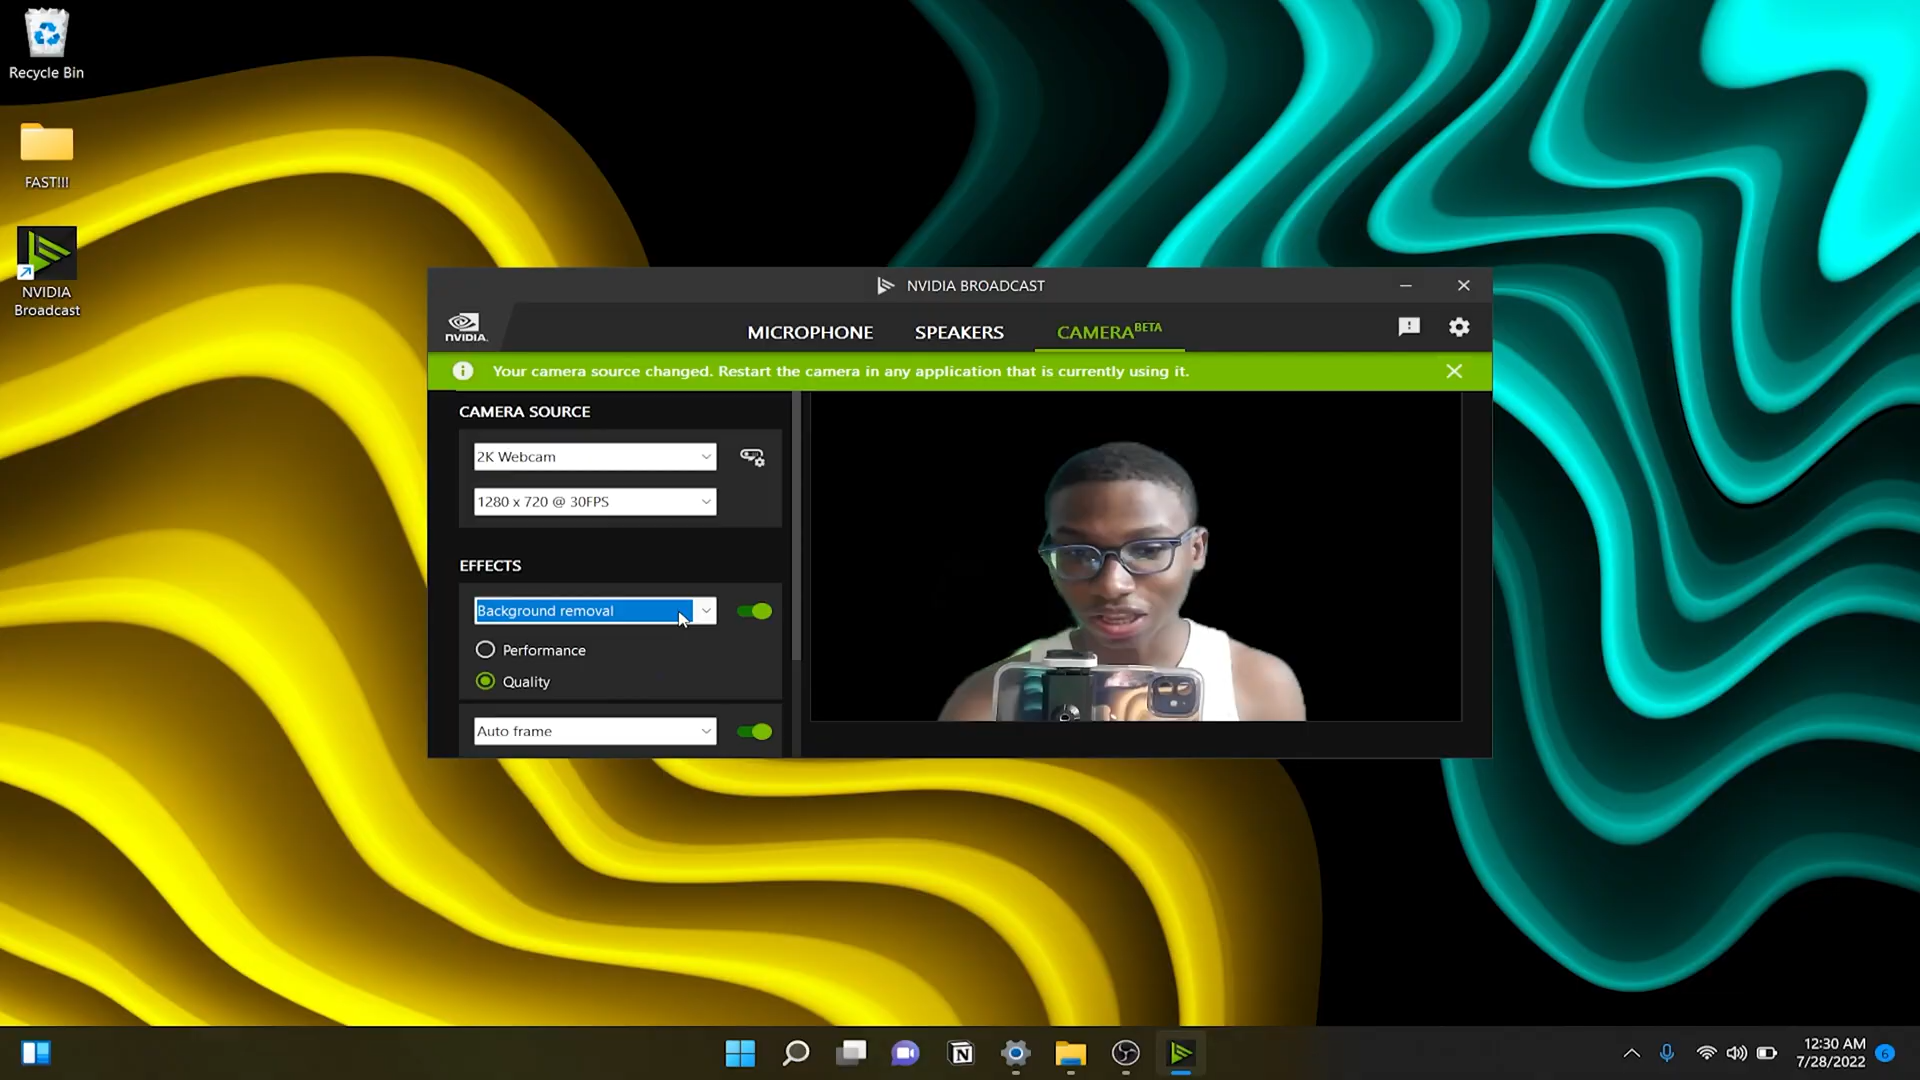 Recycle Bin
FAST!!!
NVIDIA
Broadcast
NVIDIA BROADCAST
NVIDIA.
MICROPHONE
SPEAKERS
CAMERA BETA
Your camera source changed. Restart the camera in any application that is currently using it.
CAMERA SOURCE
2K Webcam
1280 x 720 @ 30FPS
EFFECTS
Background removal
Performance
Quality
Auto frame
12:30 AM
7/28/2022
6